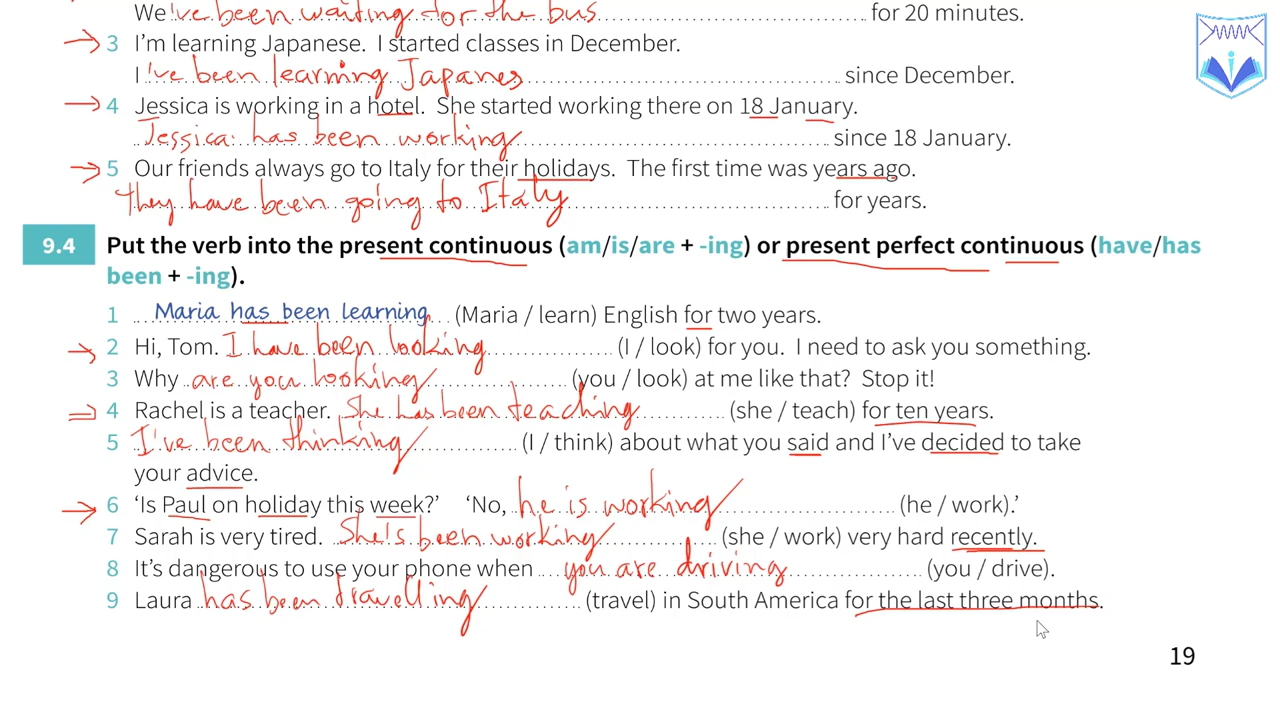 We've been waiting for the bus for 20 minutes.
3 I'm learning Japanese. I started classes in December.
I 've been learning Japanes since December.
4 Jessica is working in a hotel. She started working there on 18 January.
Jessica: has been working since 18 January.
5 Our friends always go to Italy for their holidays. The first time was years ago.
They have been going to Italy for years.
9.4 Put the verb into the present continuous (am/is/are + -ing) or present perfect continuous (have/has
been + -ing).
1 Maria has been learning (Maria / learn) English for two years.
2 Hi, Tom. I have been looking (I / look) for you. I need to ask you something.
3 Why are you looking (you / look) at me like that? Stop it!
4 Rachel is a teacher. She has been teaching (she / teach) for ten years.
5 I've been thinking (I / think) about what you said and I've decided to take
your advice.
6 'Is Paul on holiday this week?' 'No, he is working (he / work).'
7 Sarah is very tired. She's been working (she / work) very hard recently.
8 It's dangerous to use your phone when you are driving (you / drive).
9 Laura has been travelling (travel) in South America for the last three months.
19